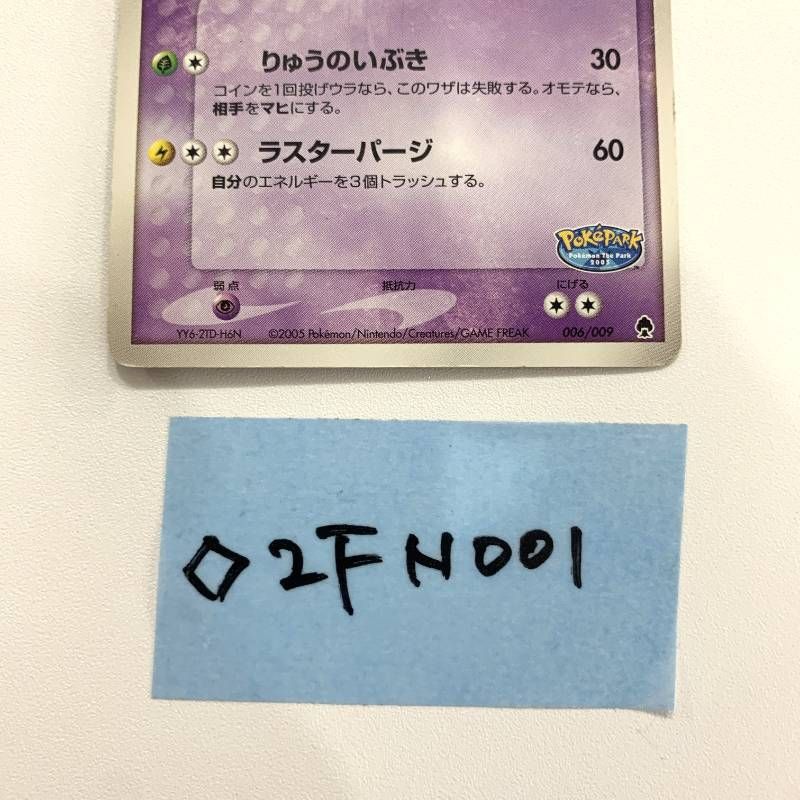 りゅうのいぶき 30
コインを1回投げウラなら、このワザは失敗する。オモテなら、
相手をマヒにする。
ラスターパージ 60
自分のエネルギーを3個トラッシュする。
POKéPARK
Pokémon The Park
2005
弱点 抵抗力 にげる
YY6-2TD-H6N ©2005 Pokémon/Nintendo/Creatures/GAME FREAK 006/009
◇2FN001